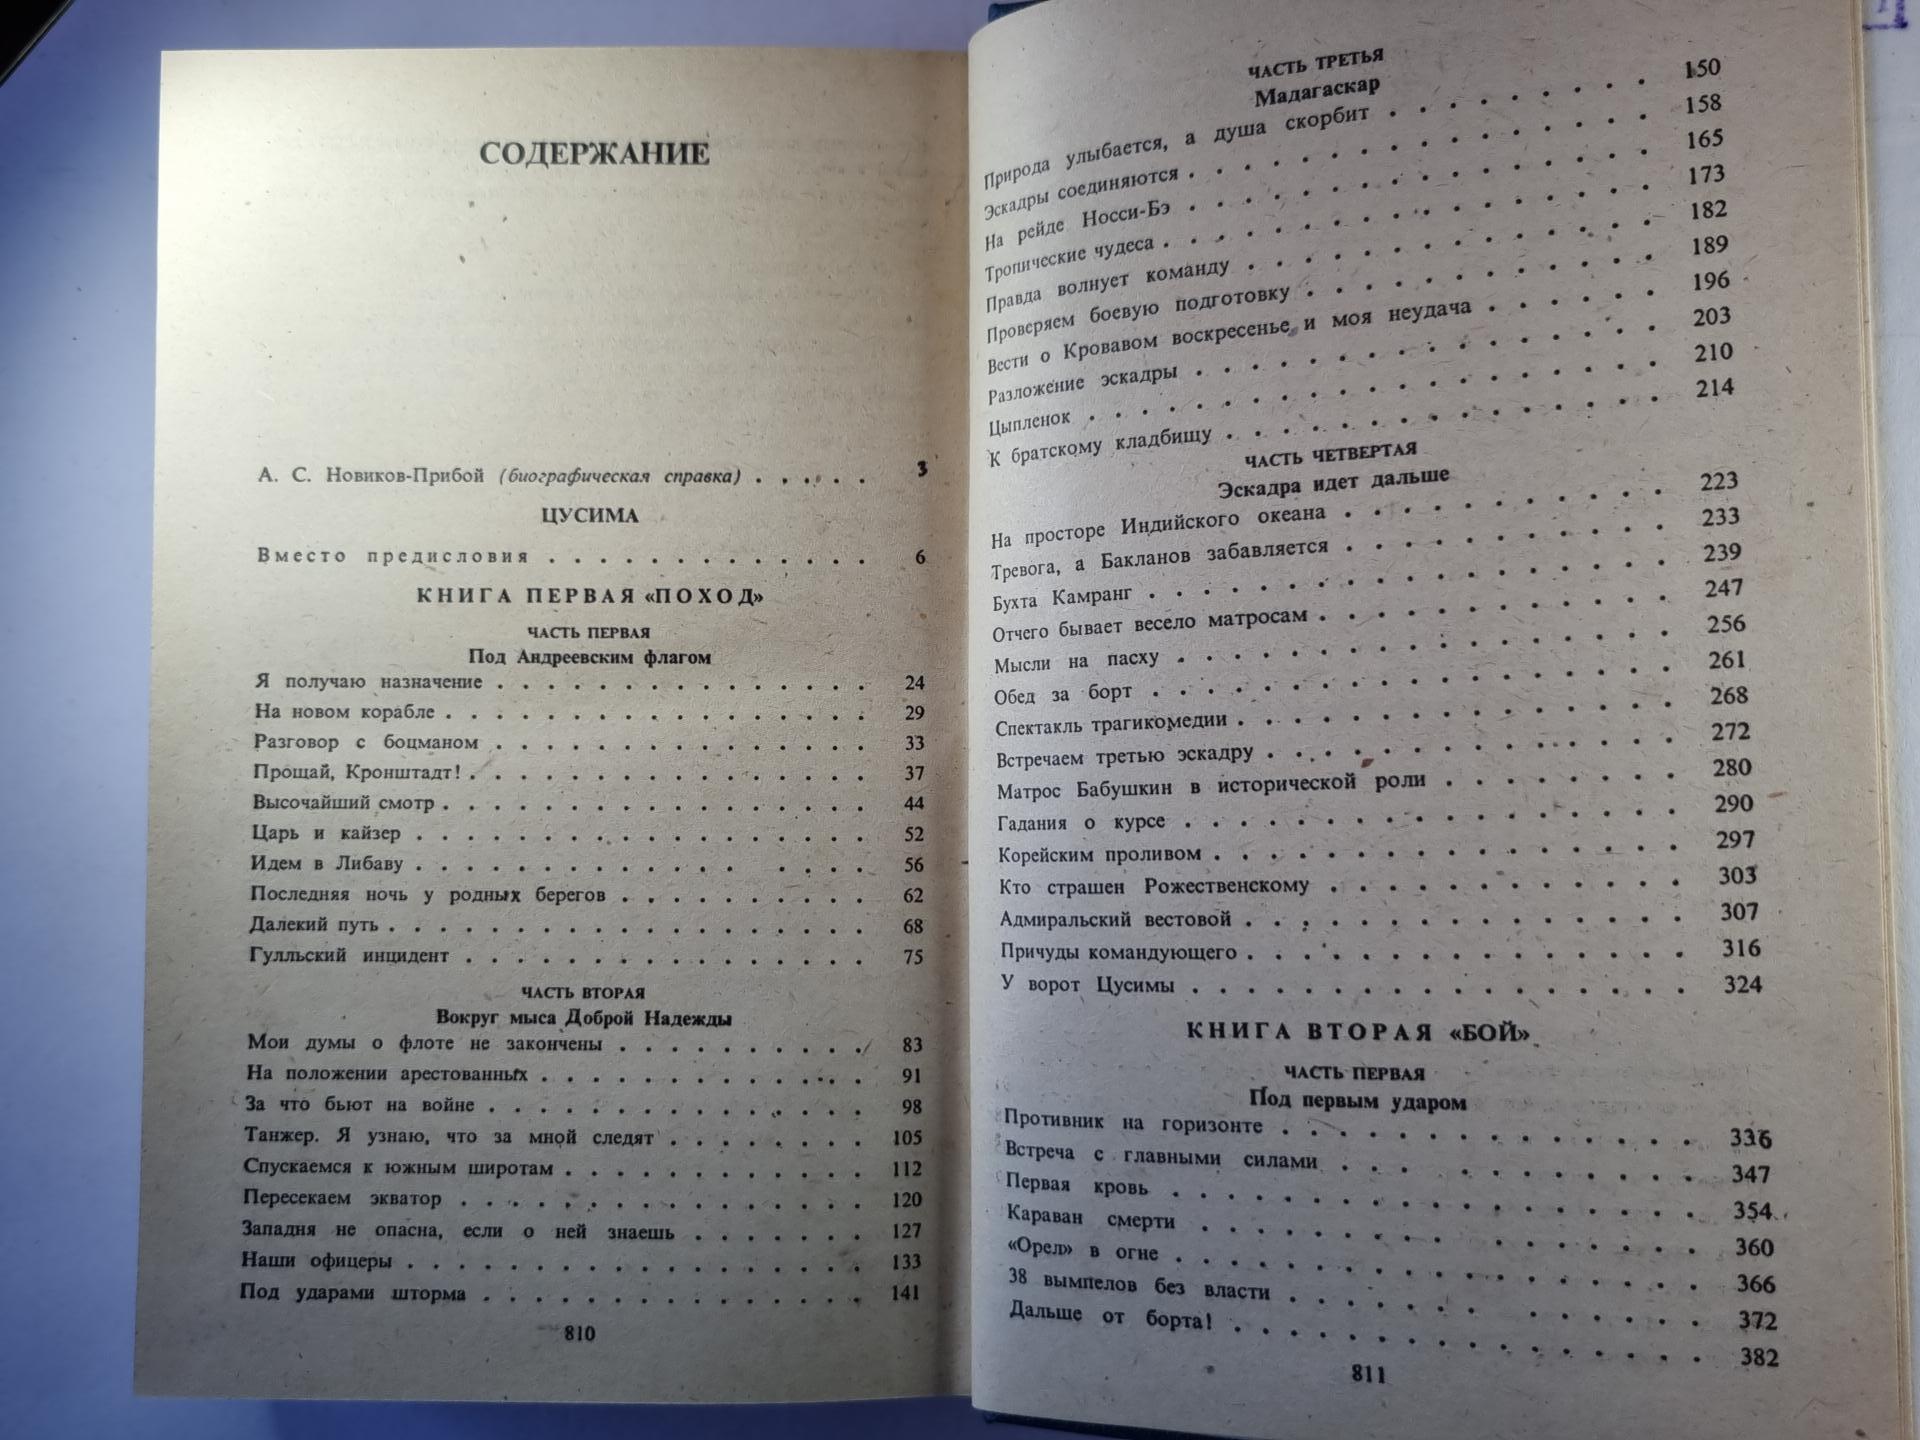 СОДЕРЖАНИЕ
А. С. Новиков-Прибой (биографическая справка) . . . . . . 3
ЦУСИМА
Вместо предисловия . . . . . . . . . . . . . . 6
КНИГА ПЕРВАЯ «ПОХОД»
ЧАСТЬ ПЕРВАЯ
Под Андреевским флагом
Я получаю назначение . . . . . . . . . . . . . . . . 24
На новом корабле . . . . . . . . . . . . . . . . 29
Разговор с боцманом . . . . . . . . . . . . . . 33
Прощай, Кронштадт! . . . . . . . . . . . . . . . 37
Высочайший смотр . . . . . . . . . . . . . . . . 44
Царь и кайзер . . . . . . . . . . . . . . . . . 52
Идем в Либаву . . . . . . . . . . . . . . . . 56
Последняя ночь у родных берегов . . . . . . . . . . 62
Далекий путь . . . . . . . . . . . . . . . . . . 68
Гулльский инцидент . . . . . . . . . . . . . . . 75
ЧАСТЬ ВТОРАЯ
Вокруг мыса Доброй Надежды
Мои думы о флоте не закончены . . . . . . . . . . 83
На положении арестованных . . . . . . . . . . . . . 91
За что бьют на войне . . . . . . . . . . . . . . 98
Танжер. Я узнаю, что за мной следят . . . . . . . . 105
Спускаемся к южным широтам . . . . . . . . . . . . 112
Пересекаем экватор . . . . . . . . . . . . . . . . 120
Западня не опасна, если о ней знаешь . . . . . . . 127
Наши офицеры . . . . . . . . . . . . . . . . . . 133
Под ударами шторма . . . . . . . . . . . . . . . 141
810
ЧАСТЬ ТРЕТЬЯ
Мадагаскар
Природа улыбается, а душа скорбит . . . . . . . . . 150
Эскадры соединяются . . . . . . . . . . . . . . . . 158
На рейде Носси-Бэ . . . . . . . . . . . . . . . . 165
Тропические чудеса . . . . . . . . . . . . . . . . . 173
Правда волнует команду . . . . . . . . . . . . . . . 182
Проверяем боевую подготовку . . . . . . . . . . . . . 189
Вести о Кровавом воскресенье и моя неудача . . . . . . 196
Разложение эскадры . . . . . . . . . . . . . . . . 203
Цыпленок . . . . . . . . . . . . . . . . . . . . 210
К братскому кладбищу . . . . . . . . . . . . . . . 214
ЧАСТЬ ЧЕТВЕРТАЯ
Эскадра идет дальше
На просторе Индийского океана . . . . . . . . . . . 223
Тревога, а Бакланов забавляется . . . . . . . . . . . 233
Бухта Камранг . . . . . . . . . . . . . . . . . . 239
Отчего бывает весело матросам . . . . . . . . . . . . 247
Мысли на пасху . . . . . . . . . . . . . . . . . 256
Обед за борт . . . . . . . . . . . . . . . . . . 261
Спектакль трагикомедии . . . . . . . . . . . . . . . 268
Встречаем третью эскадру . . . . . . . . . . . . . . 272
Матрос Бабушкин в исторической роли . . . . . . . . 280
Гадания о курсе . . . . . . . . . . . . . . . . . 290
Корейским проливом . . . . . . . . . . . . . . . . 297
Кто страшен Рожественскому . . . . . . . . . . . . 303
Адмиральский вестовой . . . . . . . . . . . . . . . 307
Причуды командующего . . . . . . . . . . . . . . . 316
У ворот Цусимы . . . . . . . . . . . . . . . . . 324
КНИГА ВТОРАЯ «БОЙ»
ЧАСТЬ ПЕРВАЯ
Под первым ударом
Противник на горизонте . . . . . . . . . . . . . . 336
Встреча с главными силами . . . . . . . . . . . . 347
Первая кровь . . . . . . . . . . . . . . . . . . 354
Караван смерти . . . . . . . . . . . . . . . . . 360
«Орел» в огне . . . . . . . . . . . . . . . . . . 366
38 вымпелов без власти . . . . . . . . . . . . . . 372
Дальше от борта! . . . . . . . . . . . . . . . . . 382
811